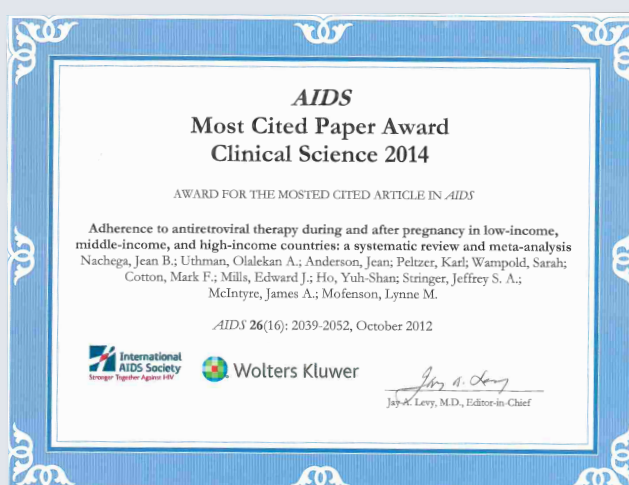 AIDS
Most Cited Paper Award
Clinical Science 2014
AWARD FOR THE MOSTED CITED ARTICLE IN AIDS
Adherence to antiretroviral therapy during and after pregnancy in low-income,
middle-income, and high-income countries: a systematic review and meta-analysis
Nachega, Jean B.; Uthman, Olalekan A.; Anderson, Jean; Peltzer, Karl; Wampold, Sarah;
Cotton, Mark F.; Mills, Edward J.; Ho, Yuh-Shan; Stringer, Jeffrey S. A.;
McIntyre, James A.; Mofenson, Lynne M.
AIDS 26(16): 2039-2052, October 2012
International
AIDS Society
Stronger Together Against HIV
Wolters Kluwer
Jay A. Levy
Jay A. Levy, M.D., Editor-in-Chief